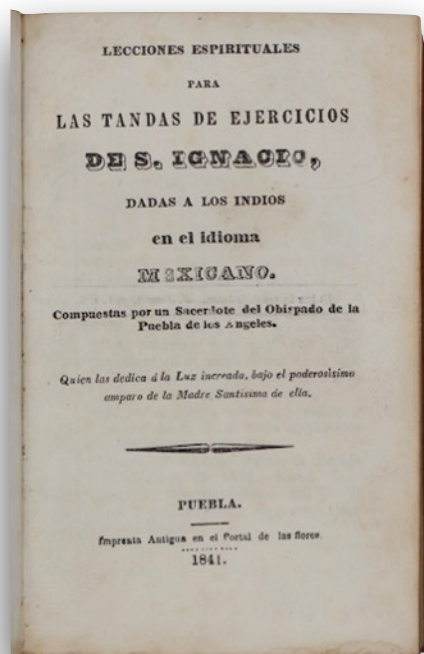 LECCIONES ESPIRITUALES
PARA
LAS TANDAS DE EJERCICIOS
DE S. IGNACIO,
DADAS A LOS INDIOS
en el idioma
MEXICANO.
Compuestas por un Sacerdote del Obispado de la
Puebla de los Angeles.
Quien las dedica á la Luz increada, bajo el poderosisimo
amparo de la Madre Santisima de ella.
PUEBLA.
Imprenta Antigua en el Portal de las flores.
1841.